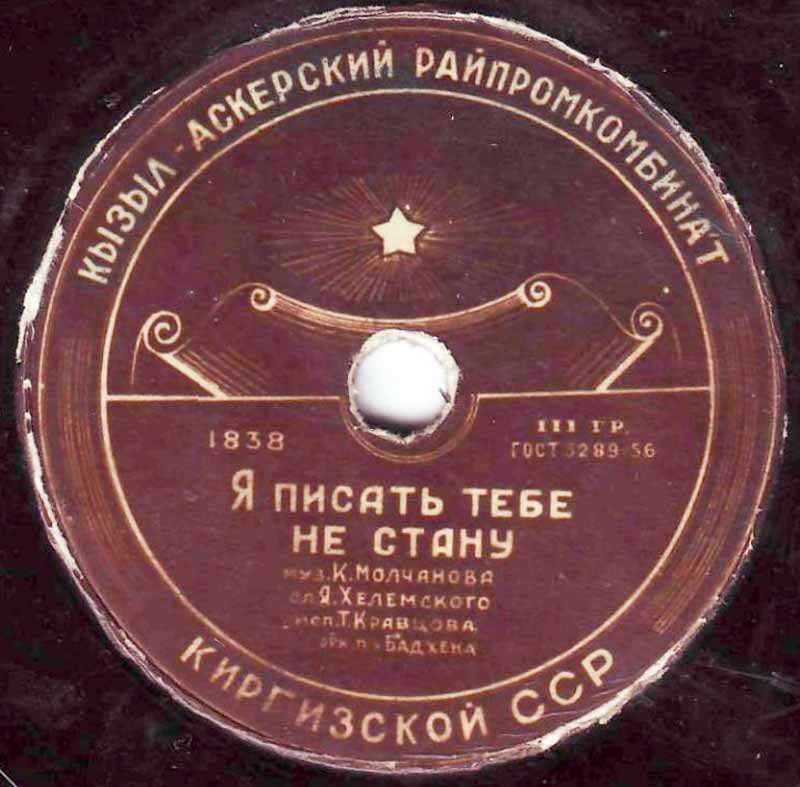 КЫЗЫЛ-АСКЕРСКИЙ РАЙПРОМКОМБИНАТ
1838
III ГР.
ГОСТ 5289-56
Я ПИСАТЬ ТЕБЕ
НЕ СТАНУ
муз. К. МОЛЧАНОВА
сл. Я. ХЕЛЕМСКОГО
исп. Т. КРАВЦОВА
орк. п/у БАДХЕНА
КИРГИЗСКОЙ ССР